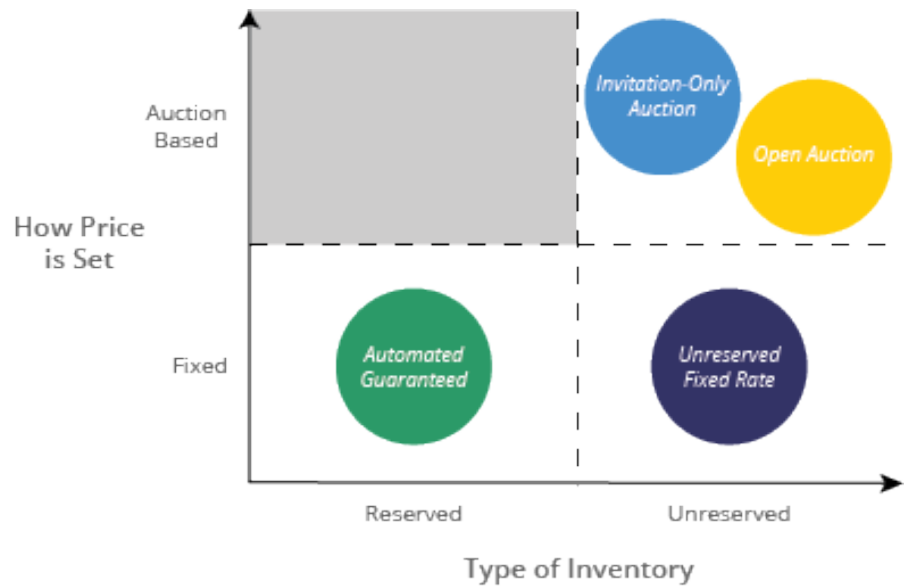 Auction
Based
Invitation-Only
Auction
Open Auction
How Price
is Set
Fixed
Automated
Guaranteed
Unreserved
Fixed Rate
Reserved
Unreserved
Type of Inventory